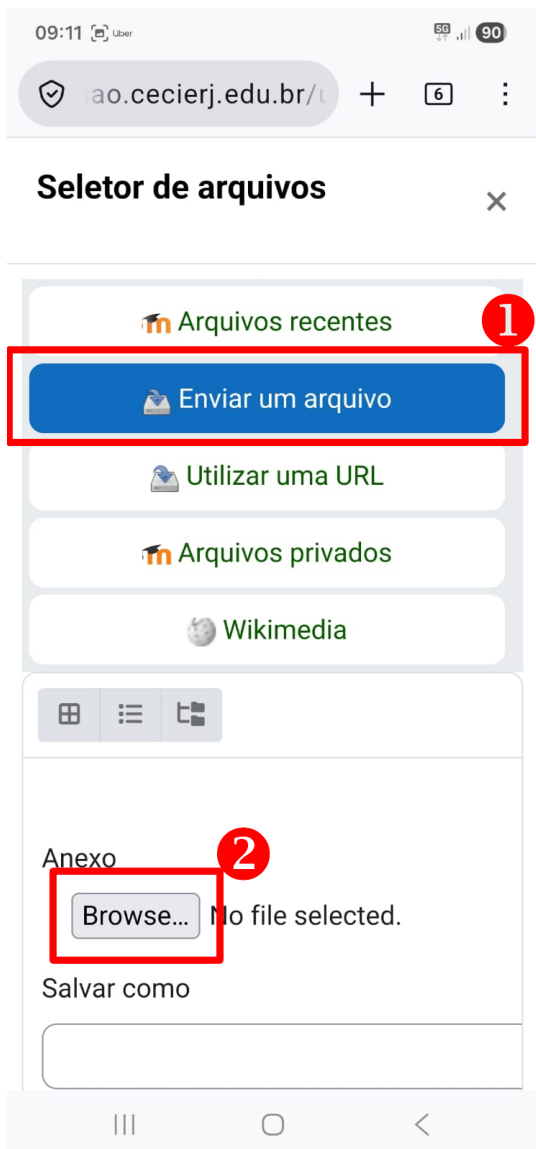 09:11 Uber 5G 90
ao.cecierj.edu.br/ 6
Seletor de arquivos
Arquivos recentes 1
Enviar um arquivo
Utilizar uma URL
Arquivos privados
Wikimedia
Anexo 2
Browse... No file selected.
Salvar como